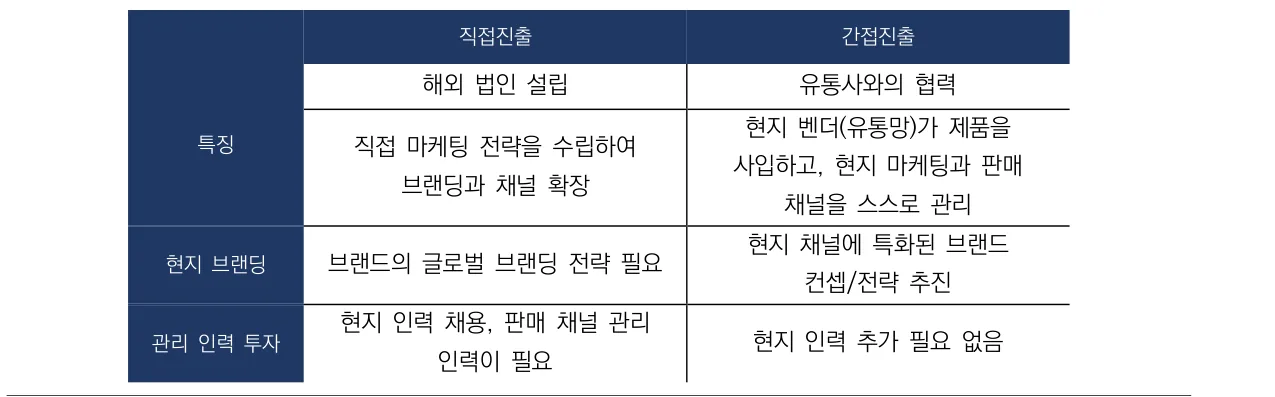 직접진출
간접진출
특징
해외 법인 설립
유통사와의 협력
직접 마케팅 전략을 수립하여
브랜딩과 채널 확장
현지 벤더(유통망)가 제품을
사입하고, 현지 마케팅과 판매
채널을 스스로 관리
현지 브랜딩
브랜드의 글로벌 브랜딩 전략 필요
현지 채널에 특화된 브랜드
컨셉/전략 추진
관리 인력 투자
현지 인력 채용, 판매 채널 관리
인력이 필요
현지 인력 추가 필요 없음